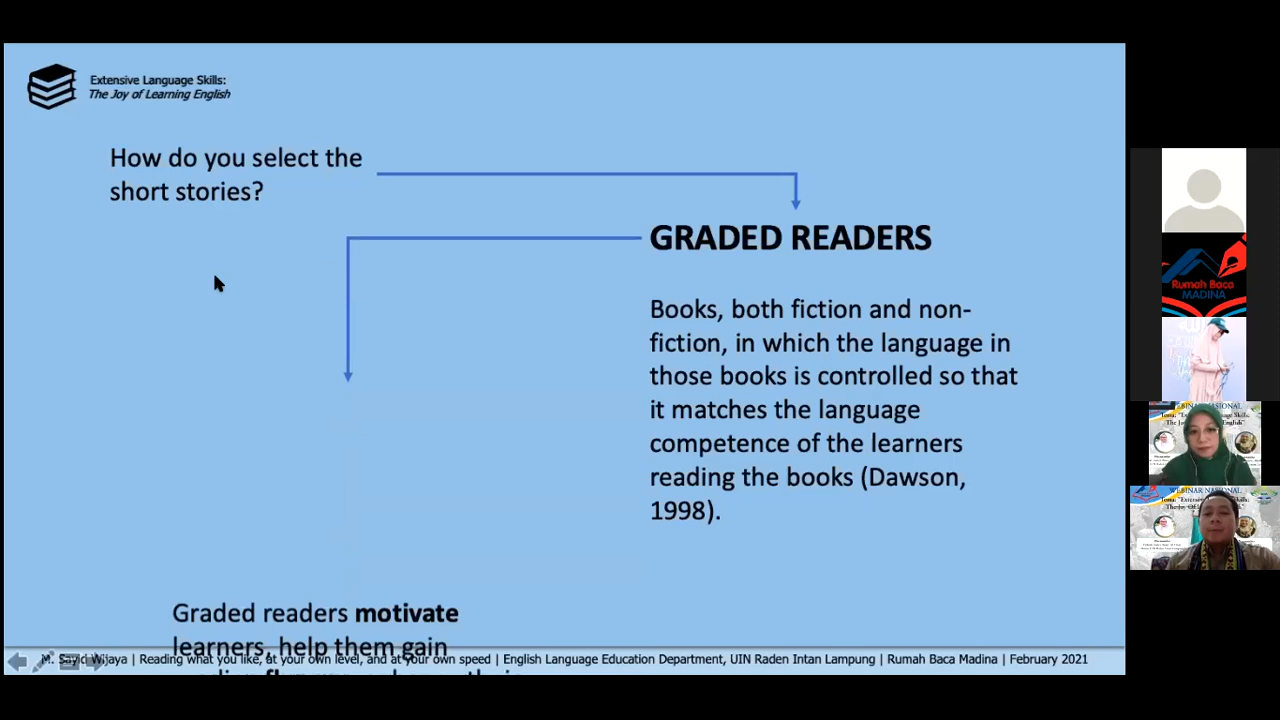 Extensive Language Skills:
The Joy of Learning English
How do you select the
short stories?
GRADED READERS
Books, both fiction and non-
fiction, in which the language in
those books is controlled so that
it matches the language
competence of the learners
reading the books (Dawson,
1998).
Graded readers motivate
learners, help them gain
M. Sayid Wijaya | Reading what you like, at your own level, and at your own speed | English Language Education Department, UIN Raden Intan Lampung | Rumah Baca Madina | February 2021
Rumah Baca
MADINA
WEBINAR NASIONAL
WEBINAR NASIONAL